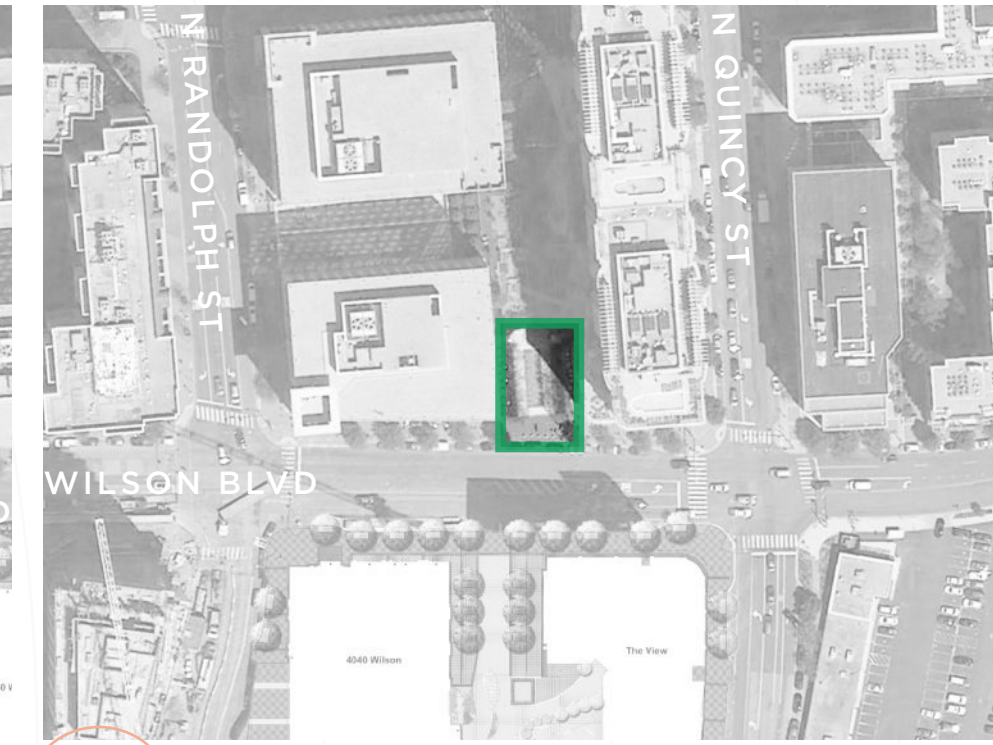 N RANDOLPH ST
N QUINCY ST
WILSON BLVD
4040 Wilson
The View